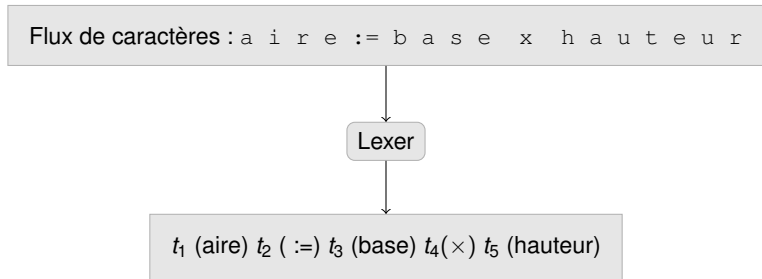 Flux de caractères : a i r e := b a s e x h a u t e u r
Lexer
t₁ (aire) t₂ ( :=) t₃ (base) t₄(×) t₅ (hauteur)